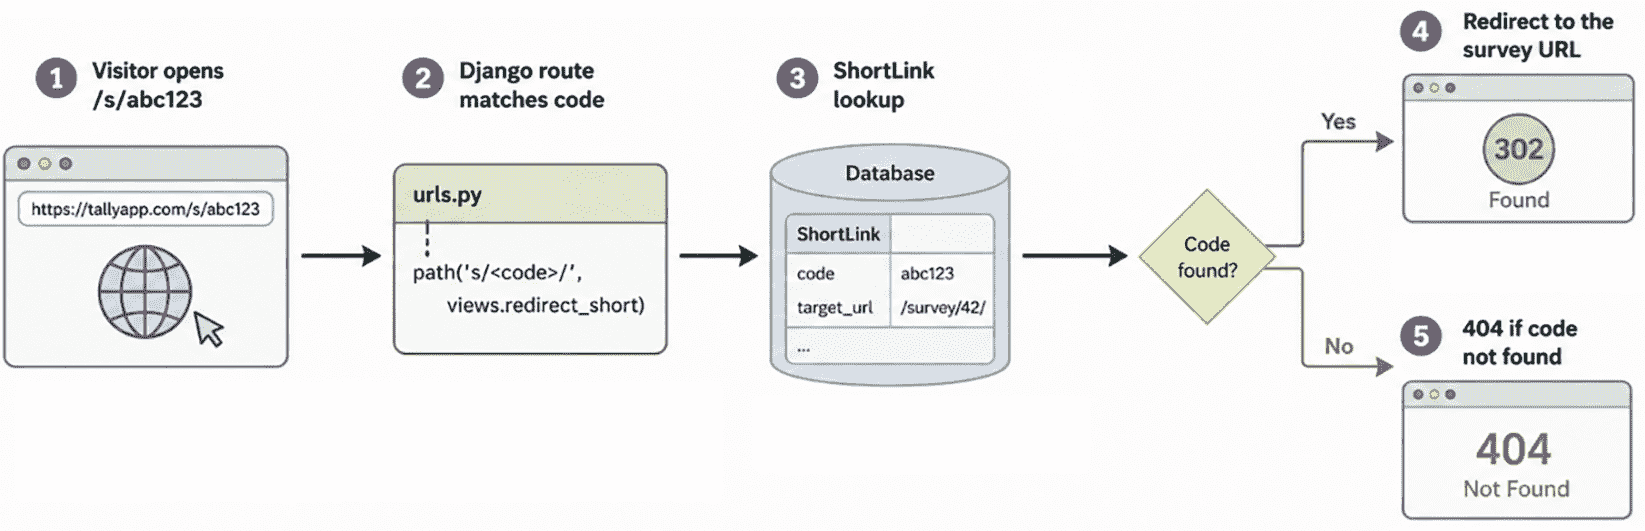 1
Visitor opens
/s/abc123
https://tallyapp.com/s/abc123
2
Django route
matches code
urls.py
path('s/<code>/',
views.redirect_short)
3
ShortLink
lookup
Database
ShortLink
code abc123
target_url /survey/42/
...
Code
found?
Yes
No
4
Redirect to the
survey URL
302
Found
5
404 if code
not found
404
Not Found